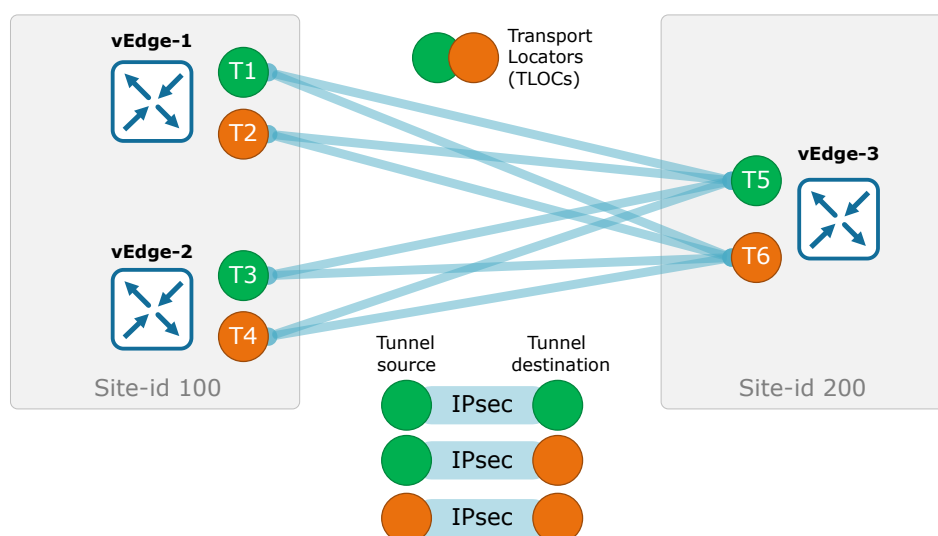 vEdge-1
T1
T2
Transport
Locators
(TLOCs)
vEdge-3
T5
T6
vEdge-2
T3
T4
Site-id 100
Site-id 200
Tunnel
source
Tunnel
destination
IPsec
IPsec
IPsec